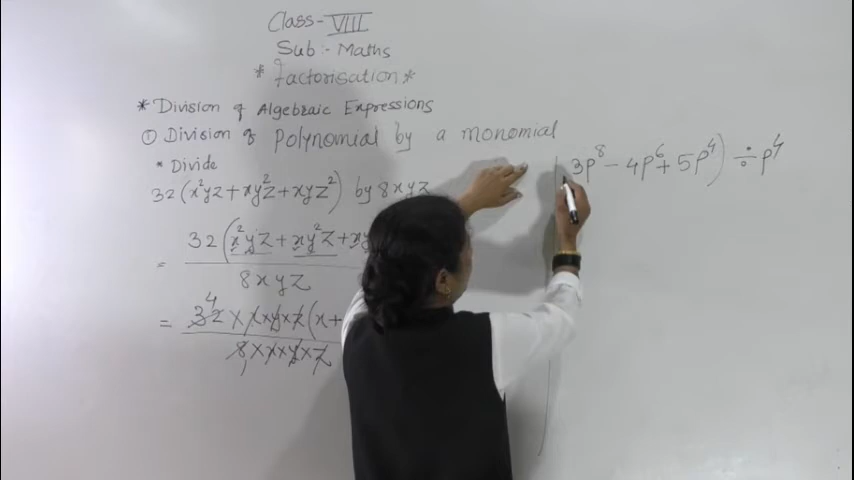 Class - VIII
Sub :- Maths
* Factorisation *
* Division of Algebraic Expressions
① Division of Polynomial by a monomial
* Divide
32 (x²yz + xy²z + xyz²) by 8xyz
= 32 (x²yz + xy²z + xy
8xyz
= 32 4 × x × y × z (x +
8 1 × x × y × z
3p⁸ - 4p⁶ + 5p⁴) ÷ p⁴